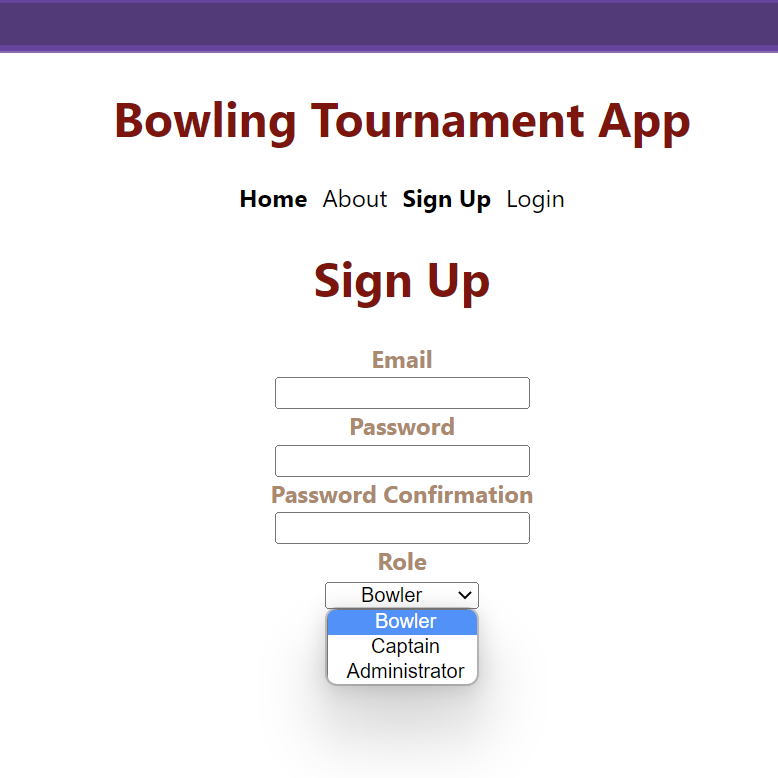 Bowling Tournament App
Home About Sign Up Login
Sign Up
Email
Password
Password Confirmation
Role
Bowler
Bowler
Captain
Administrator